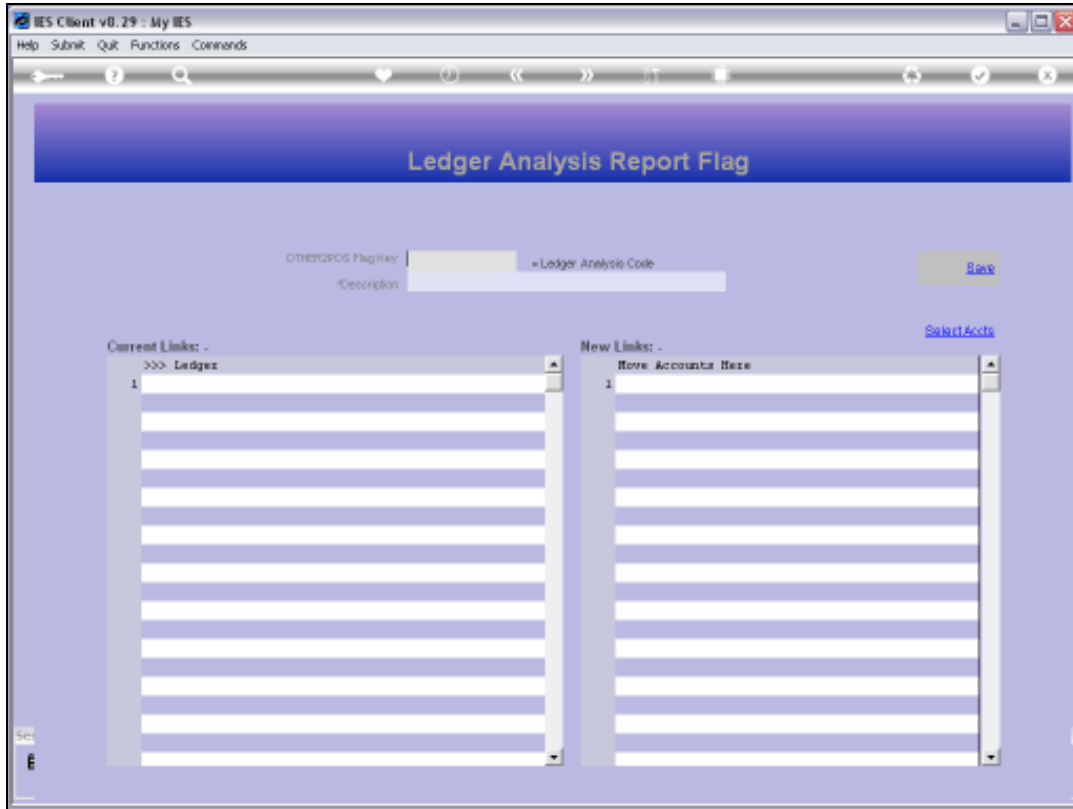 IES Client v8.29 : My IES
Help Submit Quit Functions Commands
Ledger Analysis Report Flag
OTHER2POS Flag Key
= Ledger Analysis Code
Save
*Description
Select Accts
Current Links: -
New Links: -
>>> Ledger
Move Accounts Here
1
1